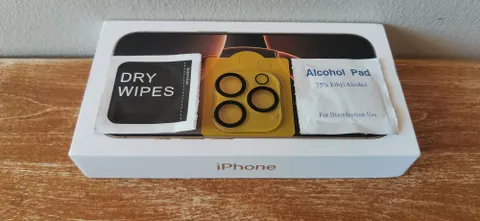 DRY
WIPES
Alcohol Pad
75% Ethyl Alcohol
For Disinfection Use
iPhone